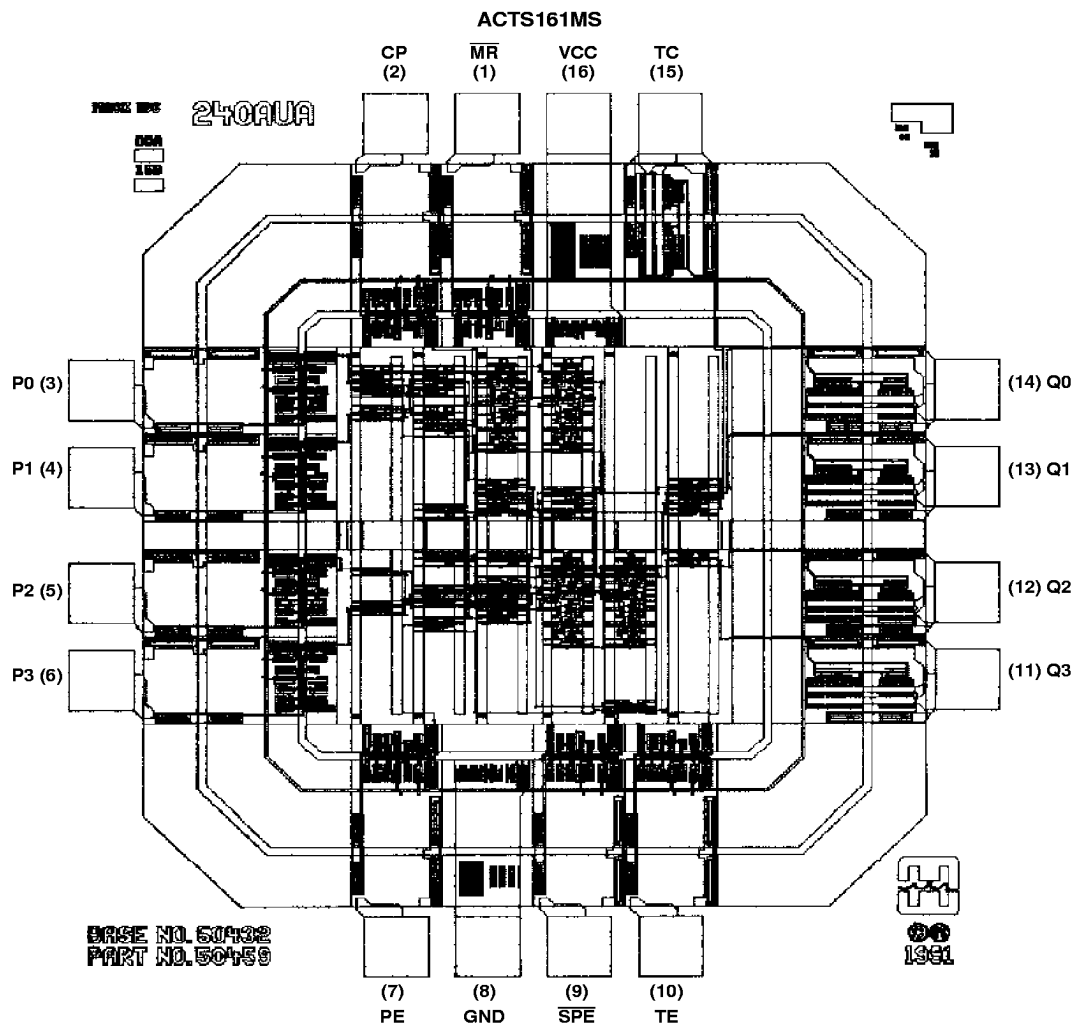 ACTS161MS
CP M̅R̅ VCC TC
(2) (1) (16) (15)
240AUA
P0 (3)
(14) Q0
P1 (4)
(13) Q1
P2 (5)
(12) Q2
P3 (6)
(11) Q3
BASE NO. 50432
PART NO. 50459
1991
(7) (8) (9) (10)
PE GND S̅P̅E̅ TE